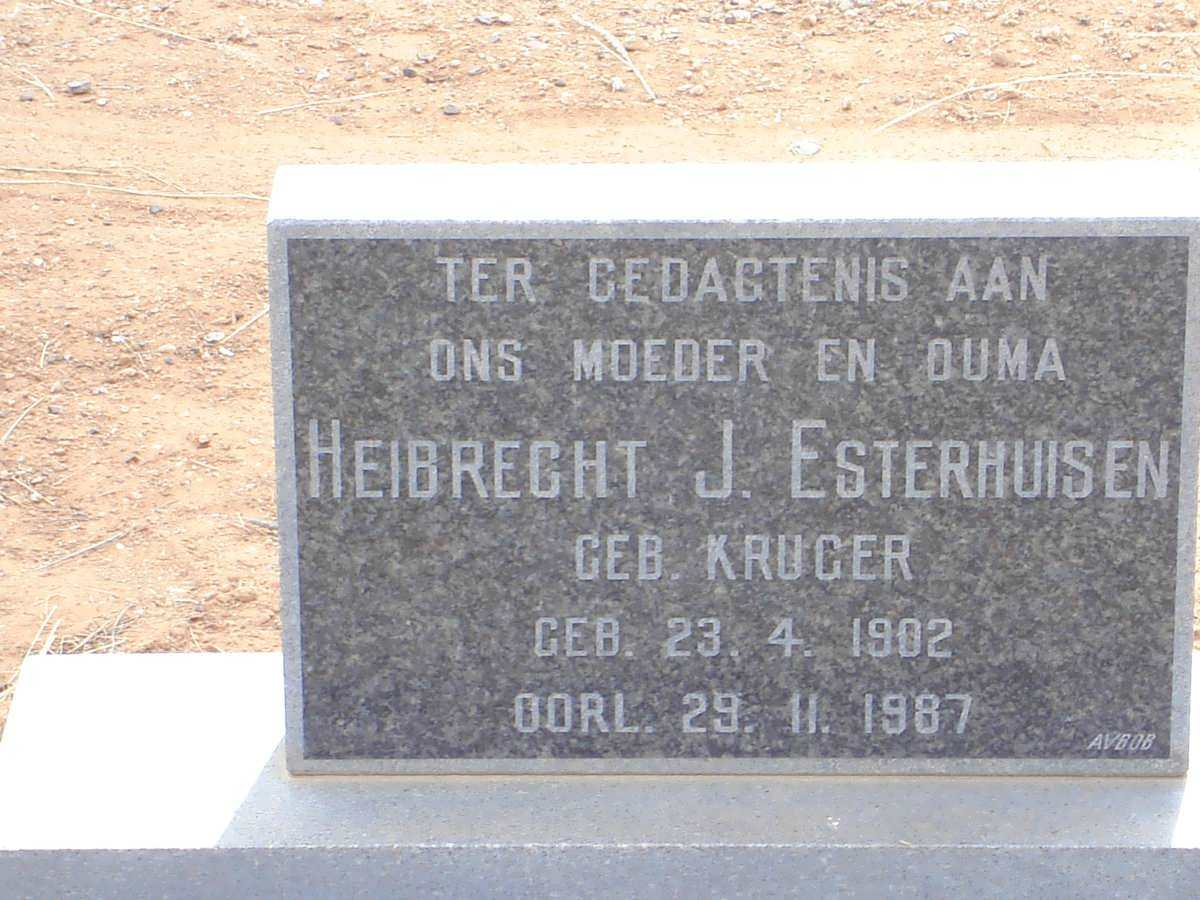 TER GEDAGTENIS AAN
ONS MOEDER EN OUMA
HEIBRECHT J. ESTERHUISEN
GEB. KRUGER
GEB. 23. 4. 1902
OORL. 29. 11. 1987
AVBOB